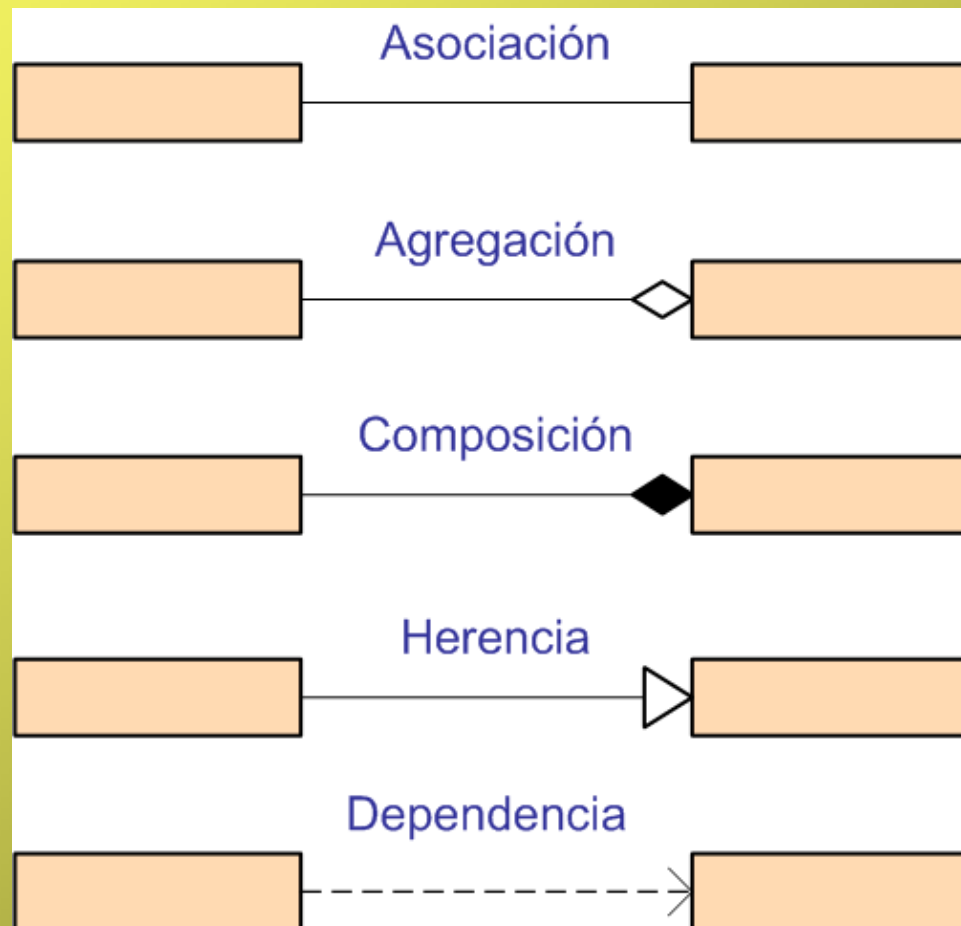 Asociación
Agregación
Composición
Herencia
Dependencia